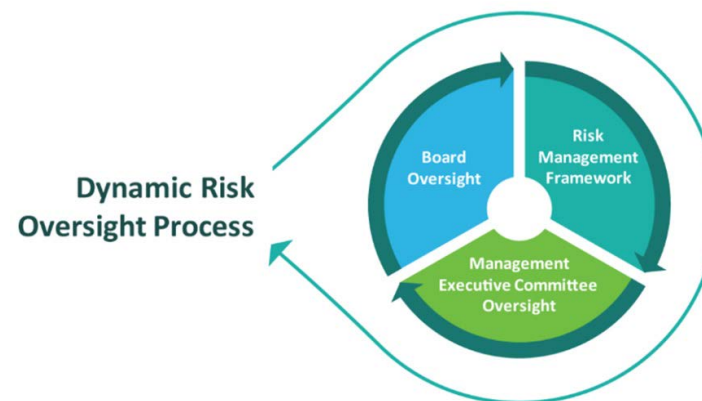 Dynamic Risk
Oversight Process
Board
Oversight
Risk
Management
Framework
Management
Executive Committee
Oversight